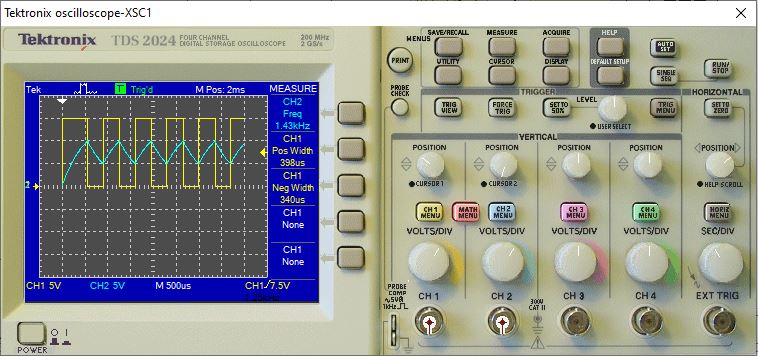 Tektronix oscilloscope-XSC1
Tektronix TDS 2024 FOUR CHANNEL
DIGITAL STORAGE OSCILLOSCOPE
200 MHz
2 GS/s
Tek T Trig'd M Pos: 2ms MEASURE
CH2
Freq
1.43kHz
CH1
Pos Width
398us
CH1
Neg Width
340us
CH1
None
CH1
None
2
CH1 5V CH2 5V M 500us CH1/7.5V
POWER
PRINT
PROBE
CHECK
MENUS
SAVE/RECALL MEASURE ACQUIRE
UTILITY CURSOR DISPLAY
HELP
DEFAULT SETUP
AUTO
SET
SINGLE
SEQ
RUN/
STOP
TRIGGER
TRIG
VIEW
FORCE
TRIG
SET TO
50%
LEVEL
USER SELECT
TRIG
MENU
HORIZONTAL
SET TO
ZERO
VERTICAL
POSITION POSITION POSITION POSITION POSITION
CURSOR 1 CURSOR 2 HELP SCROLL
CH 1
MENU
MATH
MENU
CH 2
MENU
CH 3
MENU
CH 4
MENU
HORIZ
MENU
VOLTS/DIV VOLTS/DIV VOLTS/DIV VOLTS/DIV SEC/DIV
PROBE
COMP
~5V
1kHz
CH 1 CH 2 CH 3 CH 4 EXT TRIG
300V
CAT II